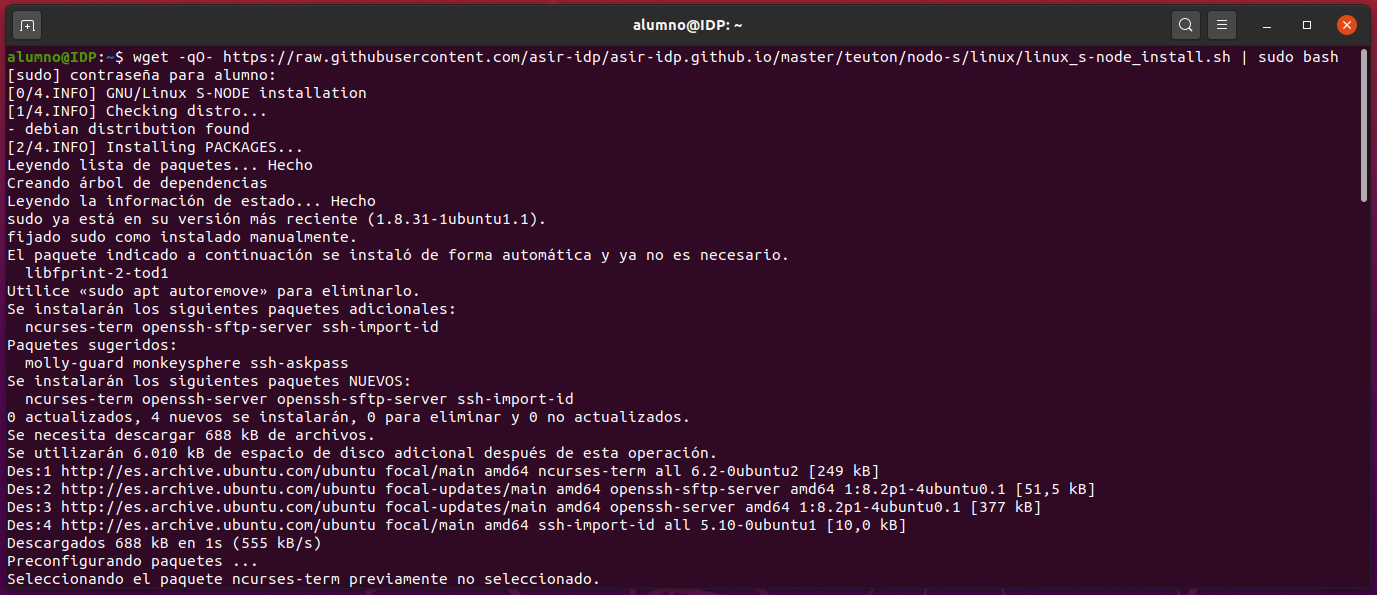 alumno@IDP: ~
alumno@IDP:~$ wget -qO- https://raw.githubusercontent.com/asir-idp/asir-idp.github.io/master/teuton/nodo-s/linux/linux_s-node_install.sh | sudo bash
[sudo] contraseña para alumno:
[0/4.INFO] GNU/Linux S-NODE installation
[1/4.INFO] Checking distro...
- debian distribution found
[2/4.INFO] Installing PACKAGES...
Leyendo lista de paquetes... Hecho
Creando árbol de dependencias
Leyendo la información de estado... Hecho
sudo ya está en su versión más reciente (1.8.31-1ubuntu1.1).
fijado sudo como instalado manualmente.
El paquete indicado a continuación se instaló de forma automática y ya no es necesario.
  libfprint-2-tod1
Utilice «sudo apt autoremove» para eliminarlo.
Se instalarán los siguientes paquetes adicionales:
  ncurses-term openssh-sftp-server ssh-import-id
Paquetes sugeridos:
  molly-guard monkeysphere ssh-askpass
Se instalarán los siguientes paquetes NUEVOS:
  ncurses-term openssh-server openssh-sftp-server ssh-import-id
0 actualizados, 4 nuevos se instalarán, 0 para eliminar y 0 no actualizados.
Se necesita descargar 688 kB de archivos.
Se utilizarán 6.010 kB de espacio de disco adicional después de esta operación.
Des:1 http://es.archive.ubuntu.com/ubuntu focal/main amd64 ncurses-term all 6.2-0ubuntu2 [249 kB]
Des:2 http://es.archive.ubuntu.com/ubuntu focal-updates/main amd64 openssh-sftp-server amd64 1:8.2p1-4ubuntu0.1 [51,5 kB]
Des:3 http://es.archive.ubuntu.com/ubuntu focal-updates/main amd64 openssh-server amd64 1:8.2p1-4ubuntu0.1 [377 kB]
Des:4 http://es.archive.ubuntu.com/ubuntu focal/main amd64 ssh-import-id all 5.10-0ubuntu1 [10,0 kB]
Descargados 688 kB en 1s (555 kB/s)
Preconfigurando paquetes ...
Seleccionando el paquete ncurses-term previamente no seleccionado.